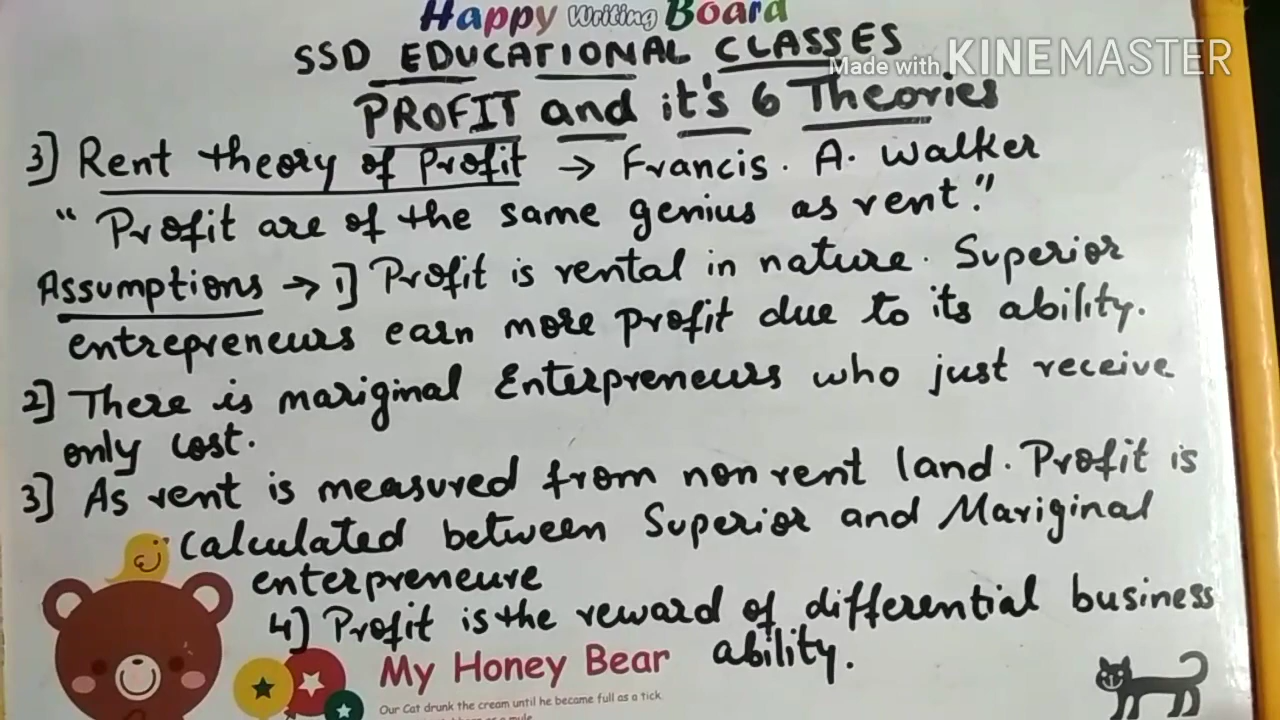 Happy Writing Board
SSD EDUCATIONAL CLASSES
Made with KINEMASTER
PROFIT and it's 6 Theories
3] Rent theory of Profit → Francis. A. Walker
" Profit are of the same genius as rent."
Assumptions → 1] Profit is rental in nature. Superior
entrepreneurs earn more profit due to its ability.
2] There is mariginal Enterpreneurs who just receive
only cost.
3] As rent is measured from non rent land. Profit is
calculated between Superior and Mariginal
enterpreneure
4] Profit is the reward of differential business
ability.
My Honey Bear
Our Cat drunk the cream until he became full as a tick
as a mule